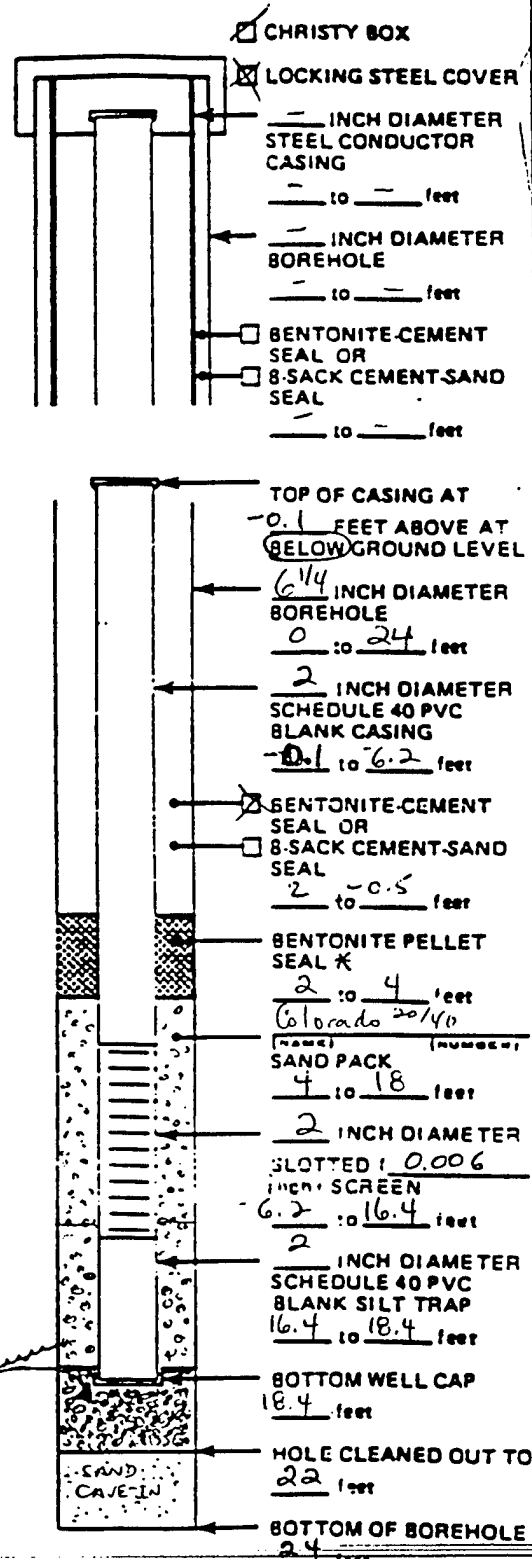 CHRISTY BOX
LOCKING STEEL COVER
– INCH DIAMETER
STEEL CONDUCTOR
CASING
– to – feet
– INCH DIAMETER
BOREHOLE
– to – feet
BENTONITE-CEMENT
SEAL OR
8-SACK CEMENT-SAND
SEAL
– to – feet
TOP OF CASING AT
-0.1 FEET ABOVE AT
BELOW GROUND LEVEL
6 1/4 INCH DIAMETER
BOREHOLE
0 to 24 feet
2 INCH DIAMETER
SCHEDULE 40 PVC
BLANK CASING
-0.1 to -6.2 feet
BENTONITE-CEMENT
SEAL OR
8-SACK CEMENT-SAND
SEAL
2 to -0.5 feet
BENTONITE PELLET
SEAL *
2 to 4 feet
Colorado 20/40
(NAME) (NUMBER)
SAND PACK
4 to 18 feet
2 INCH DIAMETER
SLOTTED ( 0.006
inch) SCREEN
-6.2 to 16.4 feet
2 INCH DIAMETER
SCHEDULE 40 PVC
BLANK SILT TRAP
16.4 to 18.4 feet
BOTTOM WELL CAP
18.4 feet
HOLE CLEANED OUT TO
22 feet
SAND
CAVE-IN
BOTTOM OF BOREHOLE
24 feet